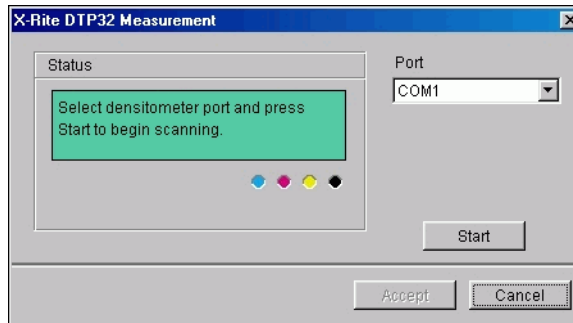 X-Rite DTP32 Measurement
Status
Select densitometer port and press
Start to begin scanning.
Port
COM1
Start
Accept
Cancel